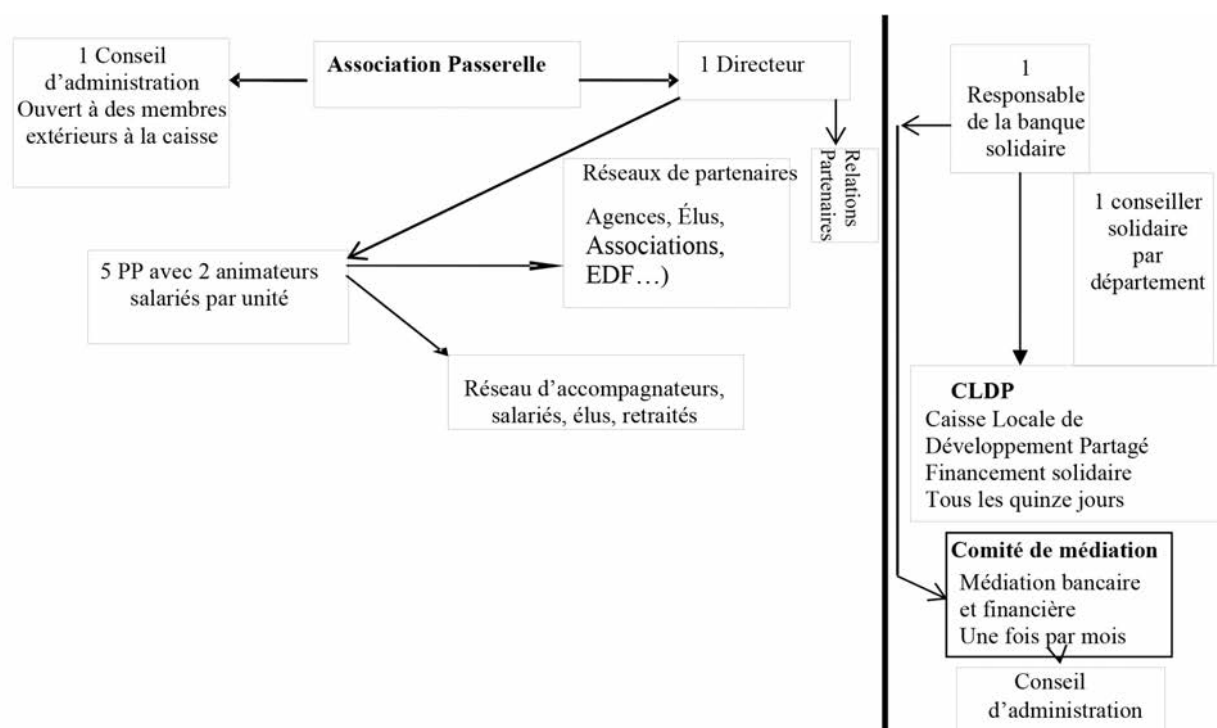 1 Conseil
d’administration
Ouvert à des membres
extérieurs à la caisse
Association Passerelle
1 Directeur
Relations
Partenaires
Réseaux de partenaires
Agences, Élus,
Associations,
EDF…)
5 PP avec 2 animateurs
salariés par unité
Réseau d’accompagnateurs,
salariés, élus, retraités
1
Responsable
de la banque
solidaire
1 conseiller
solidaire
par
département
CLDP
Caisse Locale de
Développement Partagé
Financement solidaire
Tous les quinze jours
Comité de médiation
Médiation bancaire
et financière
Une fois par mois
Conseil
d’administration